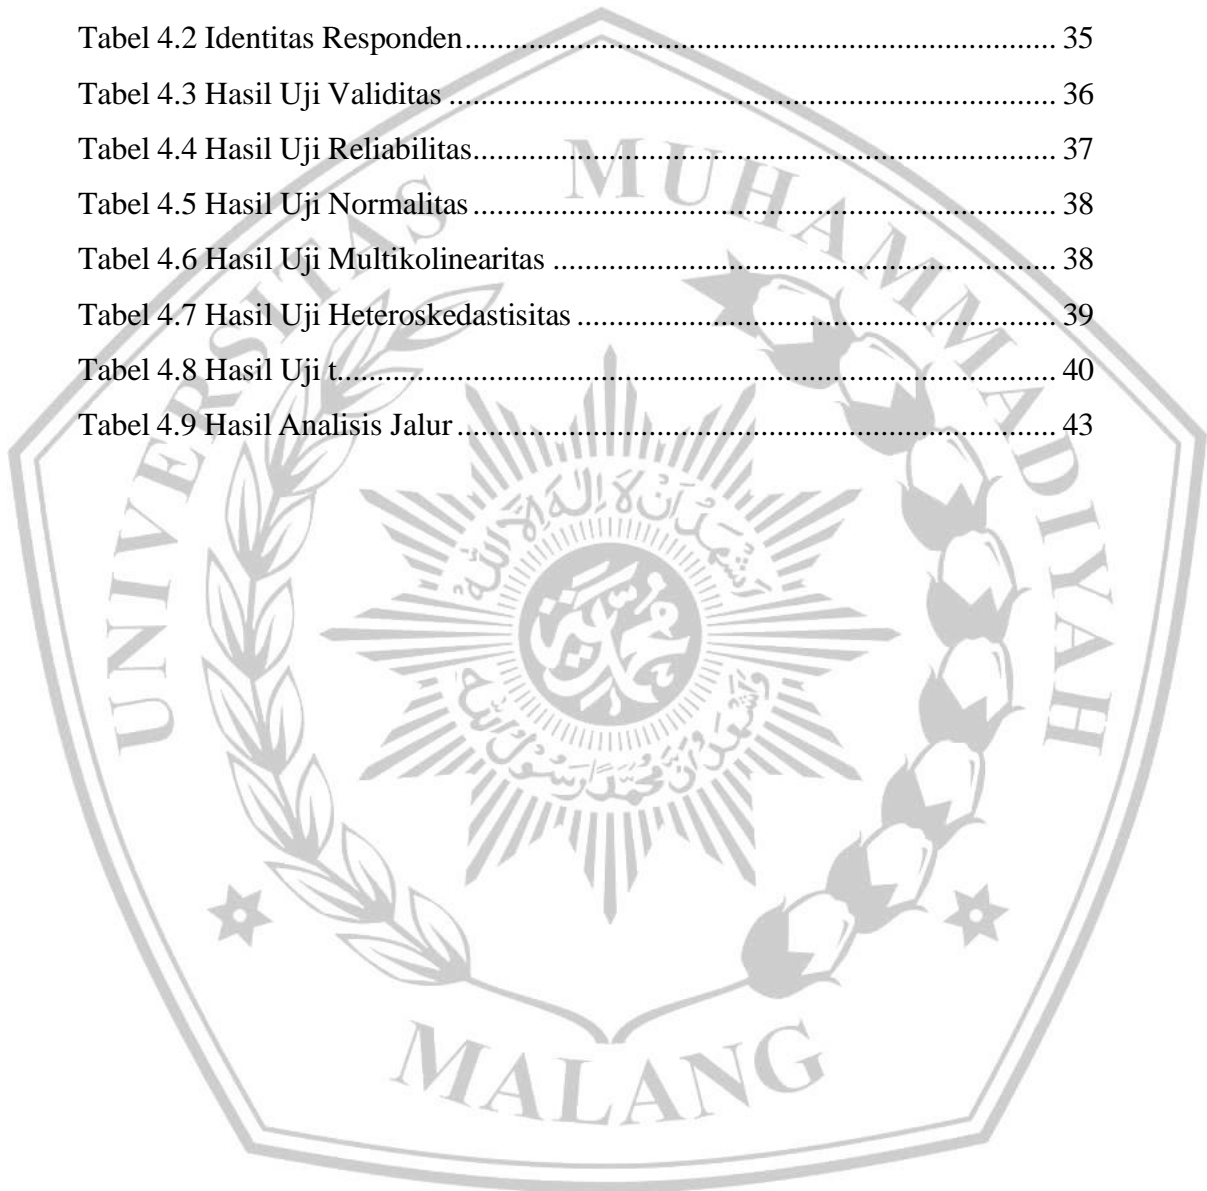 Tabel 4.2 Identitas Responden.......................................................................... 35
Tabel 4.3 Hasil Uji Validitas ............................................................................ 36
Tabel 4.4 Hasil Uji Reliabilitas......................................................................... 37
Tabel 4.5 Hasil Uji Normalitas ......................................................................... 38
Tabel 4.6 Hasil Uji Multikolinearitas ............................................................... 38
Tabel 4.7 Hasil Uji Heteroskedastisitas ............................................................ 39
Tabel 4.8 Hasil Uji t.......................................................................................... 40
Tabel 4.9 Hasil Analisis Jalur ........................................................................... 43
UNIVERSITAS MUHAMMADIYAH
MALANG